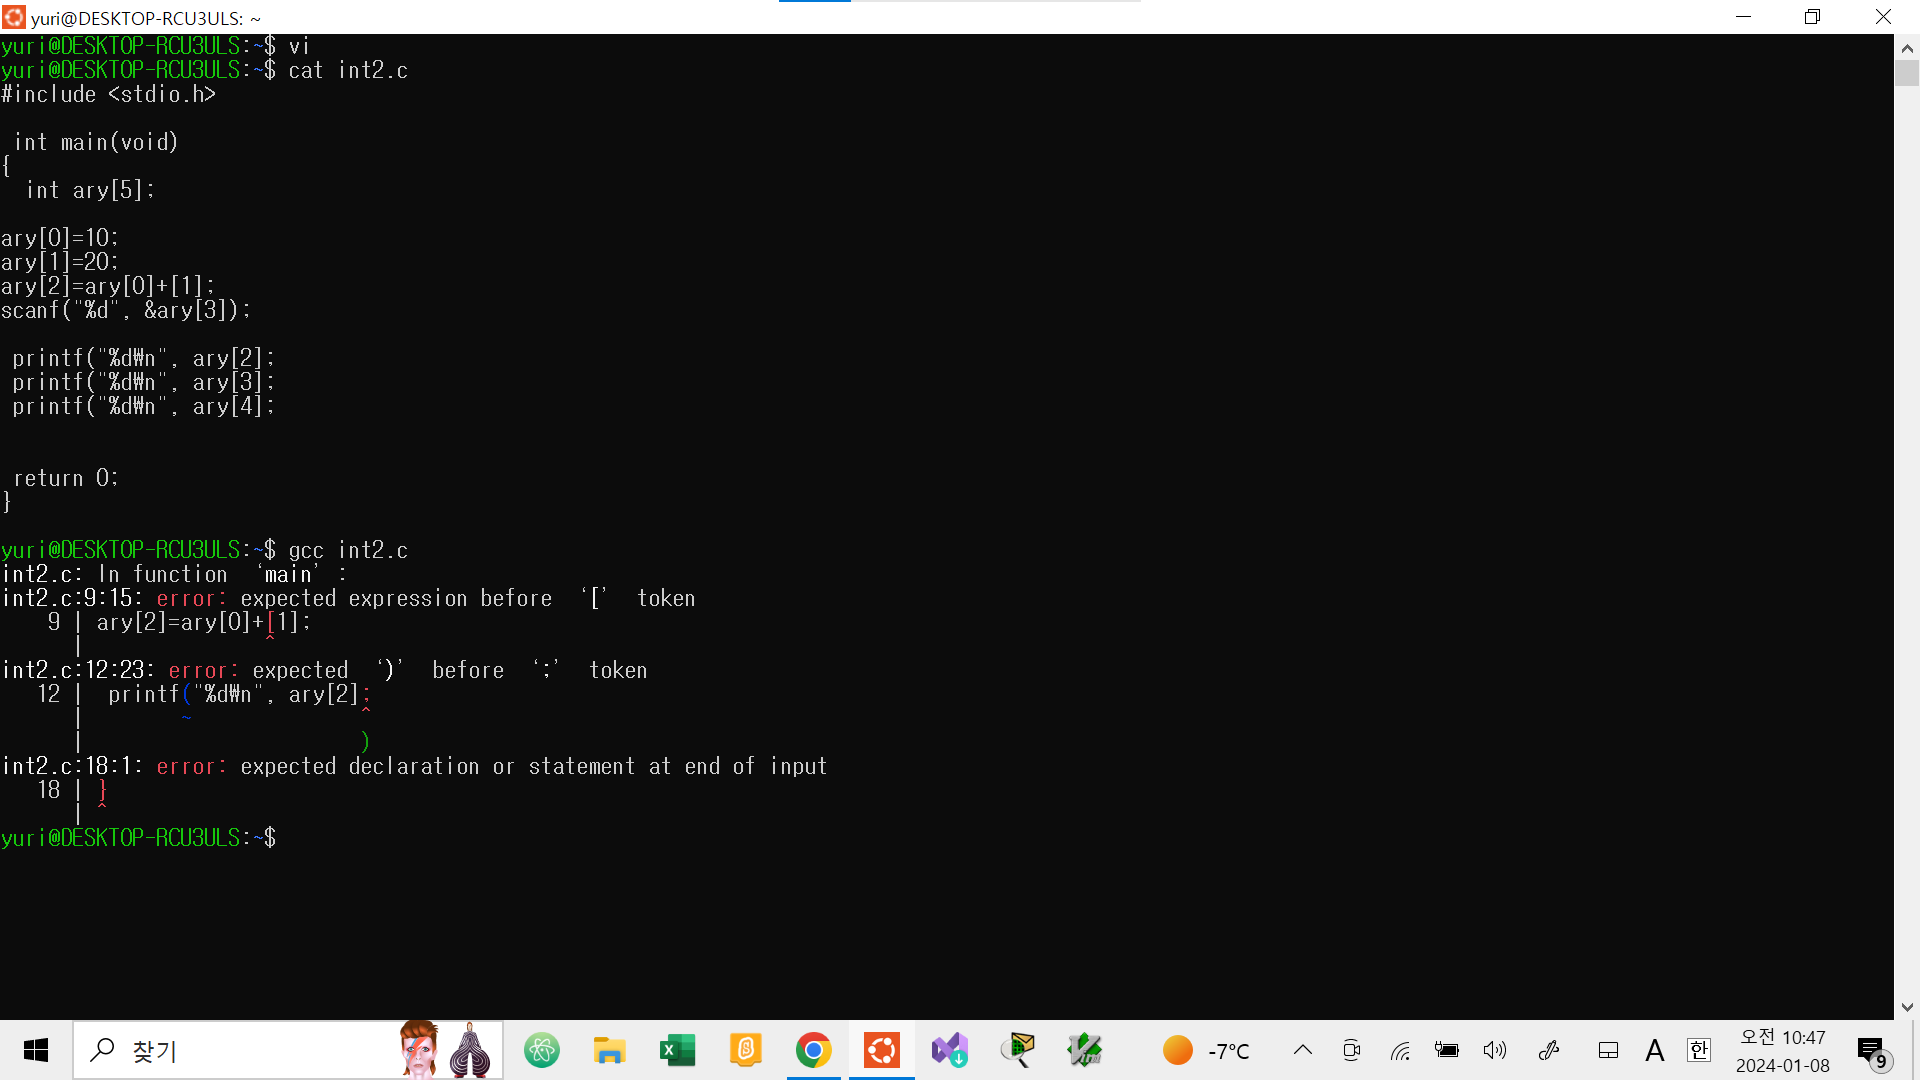 yuri@DESKTOP-RCU3ULS: ~
yuri@DESKTOP-RCU3ULS:~$ vi
yuri@DESKTOP-RCU3ULS:~$ cat int2.c
#include <stdio.h>
 int main(void)
{
  int ary[5];
ary[0]=10;
ary[1]=20;
ary[2]=ary[0]+[1];
scanf("%d", &ary[3]);
 printf("%d₩n", ary[2];
 printf("%d₩n", ary[3];
 printf("%d₩n", ary[4];
 return 0;
}
yuri@DESKTOP-RCU3ULS:~$ gcc int2.c
int2.c: In function ‘main’:
int2.c:9:15: error: expected expression before ‘[’ token
    9 | ary[2]=ary[0]+[1];
      |               ^
int2.c:12:23: error: expected ‘)’ before ‘;’ token
   12 |  printf("%d₩n", ary[2];
      |        ~              ^
      |                       )
int2.c:18:1: error: expected declaration or statement at end of input
   18 | }
      | ^
yuri@DESKTOP-RCU3ULS:~$
찾기
-7°C
A
한
오전 10:47
2024-01-08
9